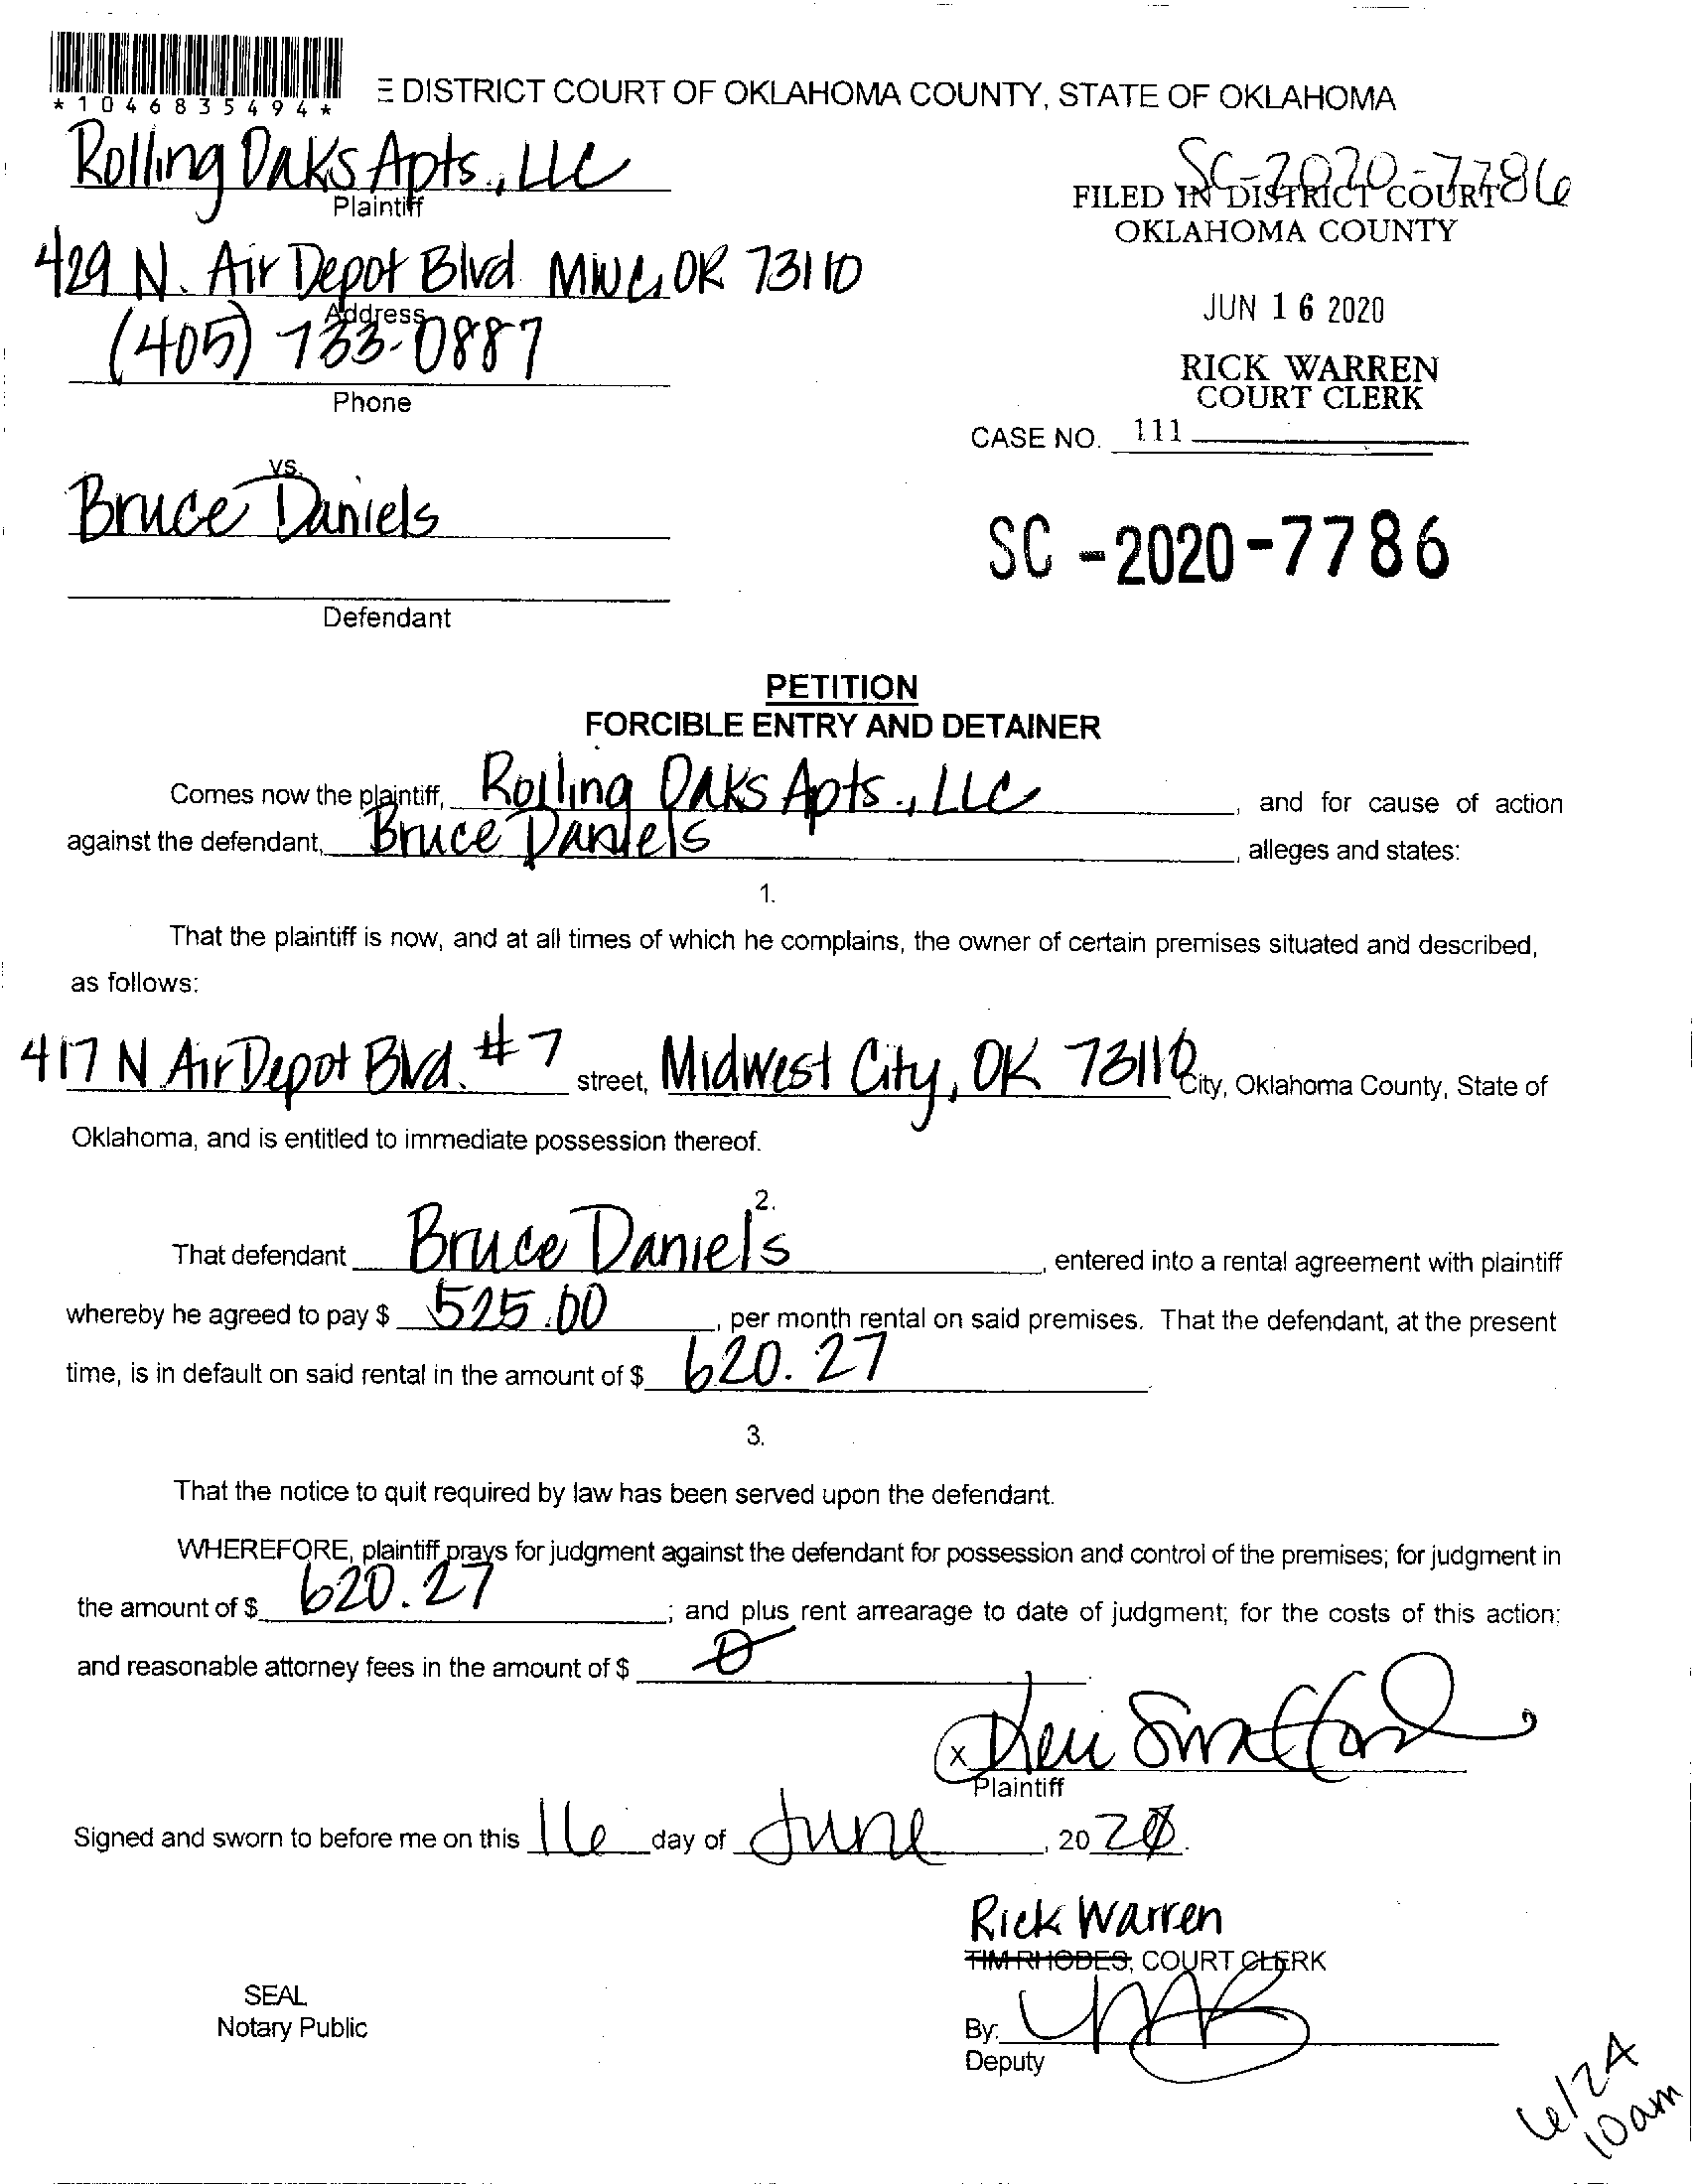 *1046835494*
E DISTRICT COURT OF OKLAHOMA COUNTY, STATE OF OKLAHOMA
Rolling Oaks Apts., LLC
Plaintiff
SC-2020-7786
FILED IN DISTRICT COURT
OKLAHOMA COUNTY
429 N. Air Depot Blvd MWC, OK 73110
Address
(405) 733-0887
Phone
JUN 16 2020
RICK WARREN
COURT CLERK
CASE NO. 111
vs.
Bruce Daniels
SC-2020-7786
Defendant
PETITION
FORCIBLE ENTRY AND DETAINER
Comes now the plaintiff, Rolling Oaks Apts., LLC, and for cause of action
against the defendant, Bruce Daniels, alleges and states:
1.
That the plaintiff is now, and at all times of which he complains, the owner of certain premises situated and described,
as follows:
417 N Air Depot Blvd. #7 street, Midwest City, OK 73110 City, Oklahoma County, State of
Oklahoma, and is entitled to immediate possession thereof.
2.
That defendant Bruce Daniels, entered into a rental agreement with plaintiff
whereby he agreed to pay $ 525.00, per month rental on said premises. That the defendant, at the present
time, is in default on said rental in the amount of $ 620.27
3.
That the notice to quit required by law has been served upon the defendant.
WHEREFORE, plaintiff prays for judgment against the defendant for possession and control of the premises; for judgment in
the amount of $ 620.27; and plus rent arrearage to date of judgment; for the costs of this action;
and reasonable attorney fees in the amount of $ 0
x Keri Swafford
Plaintiff
Signed and sworn to before me on this 16 day of June, 2020.
Rick Warren
TIM RHODES, COURT CLERK
SEAL
Notary Public
By:
Deputy
6/24
10am